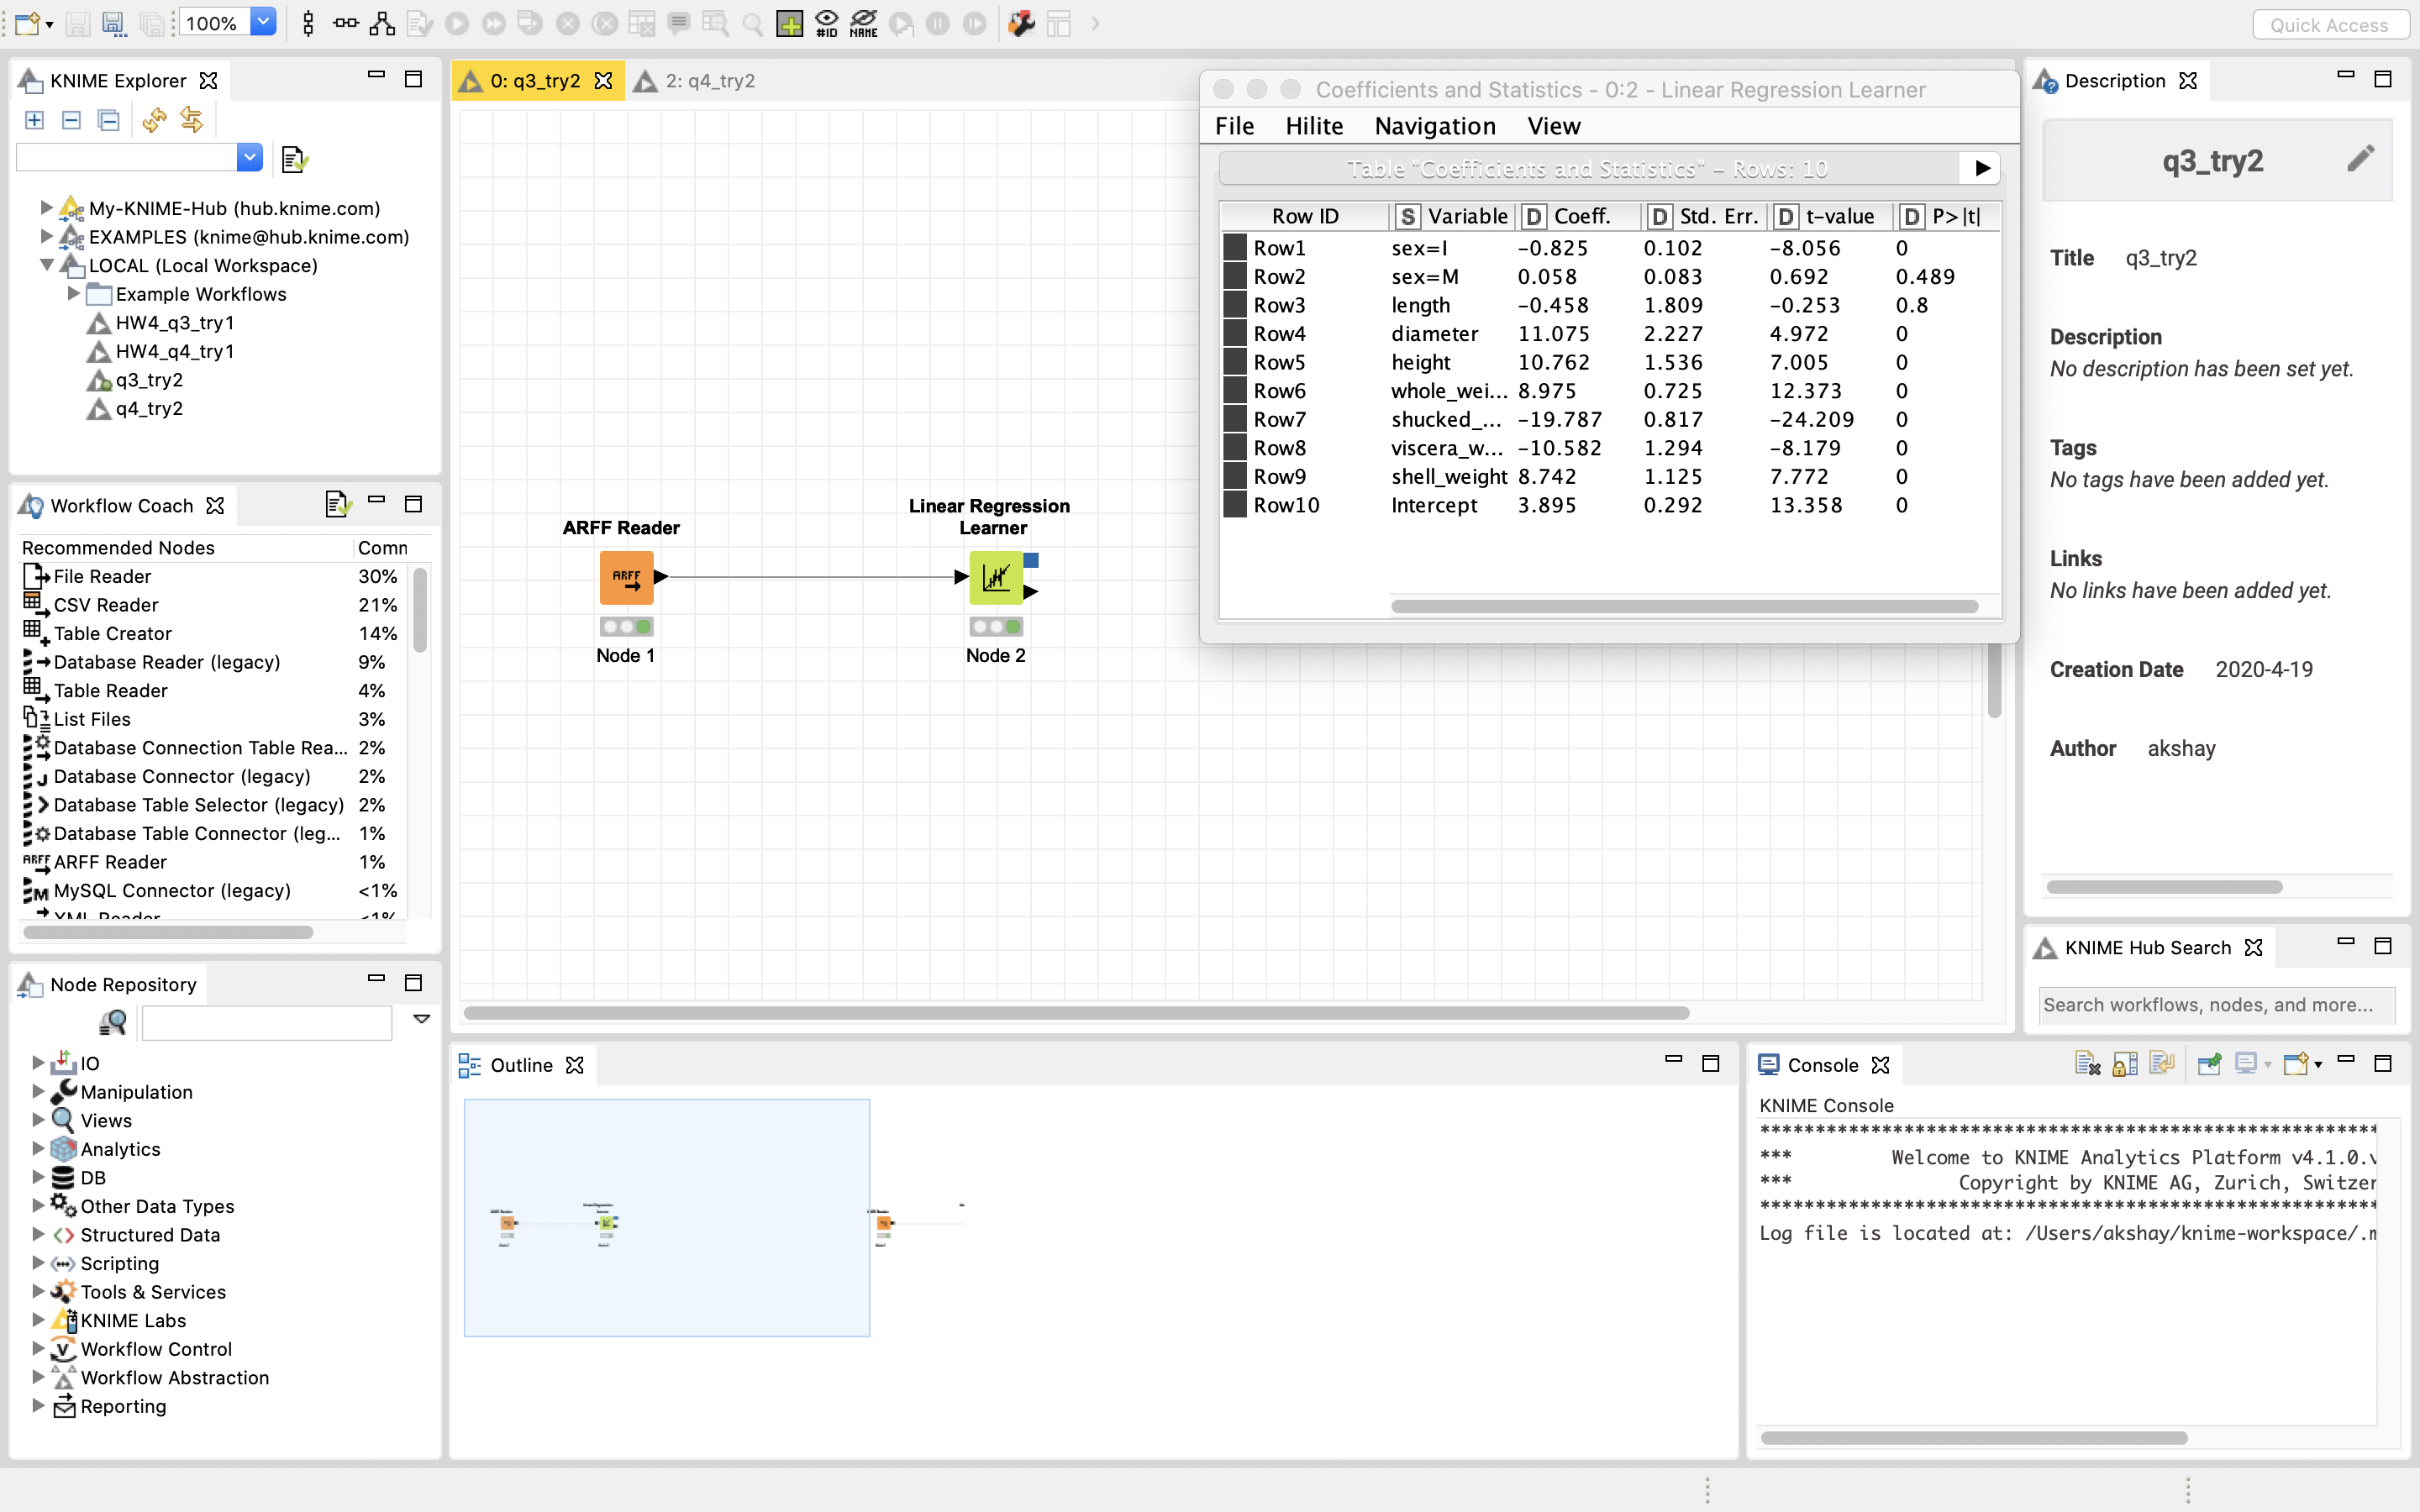 100%
#ID
NAME
Quick Access
KNIME Explorer
My-KNIME-Hub (hub.knime.com)
EXAMPLES (knime@hub.knime.com)
LOCAL (Local Workspace)
Example Workflows
HW4_q3_try1
HW4_q4_try1
q3_try2
q4_try2
Workflow Coach
Recommended Nodes Comn
File Reader 30%
CSV Reader 21%
Table Creator 14%
Database Reader (legacy) 9%
Table Reader 4%
List Files 3%
Database Connection Table Rea... 2%
Database Connector (legacy) 2%
Database Table Selector (legacy) 2%
Database Table Connector (leg... 1%
ARFF ARFF Reader 1%
MySQL Connector (legacy) <1%
XML Reader <1%
Node Repository
IO
Manipulation
Views
Analytics
DB
Other Data Types
Structured Data
Scripting
Tools & Services
KNIME Labs
Workflow Control
Workflow Abstraction
Reporting
0: q3_try2
2: q4_try2
ARFF Reader
ARFF
Node 1
Linear Regression
Learner
Node 2
Coefficients and Statistics - 0:2 - Linear Regression Learner
File Hilite Navigation View
Table "Coefficients and Statistics" - Rows: 10
Row ID S Variable D Coeff. D Std. Err. D t-value D P>|t|
Row1 sex=I -0.825 0.102 -8.056 0
Row2 sex=M 0.058 0.083 0.692 0.489
Row3 length -0.458 1.809 -0.253 0.8
Row4 diameter 11.075 2.227 4.972 0
Row5 height 10.762 1.536 7.005 0
Row6 whole_wei... 8.975 0.725 12.373 0
Row7 shucked_... -19.787 0.817 -24.209 0
Row8 viscera_w... -10.582 1.294 -8.179 0
Row9 shell_weight 8.742 1.125 7.772 0
Row10 Intercept 3.895 0.292 13.358 0
Description
q3_try2
Title q3_try2
Description
No description has been set yet.
Tags
No tags have been added yet.
Links
No links have been added yet.
Creation Date 2020-4-19
Author akshay
KNIME Hub Search
Search workflows, nodes, and more...
Outline
Console
KNIME Console
********************************************************
*** Welcome to KNIME Analytics Platform v4.1.0.v
*** Copyright by KNIME AG, Zurich, Switzer
********************************************************
Log file is located at: /Users/akshay/knime-workspace/.m